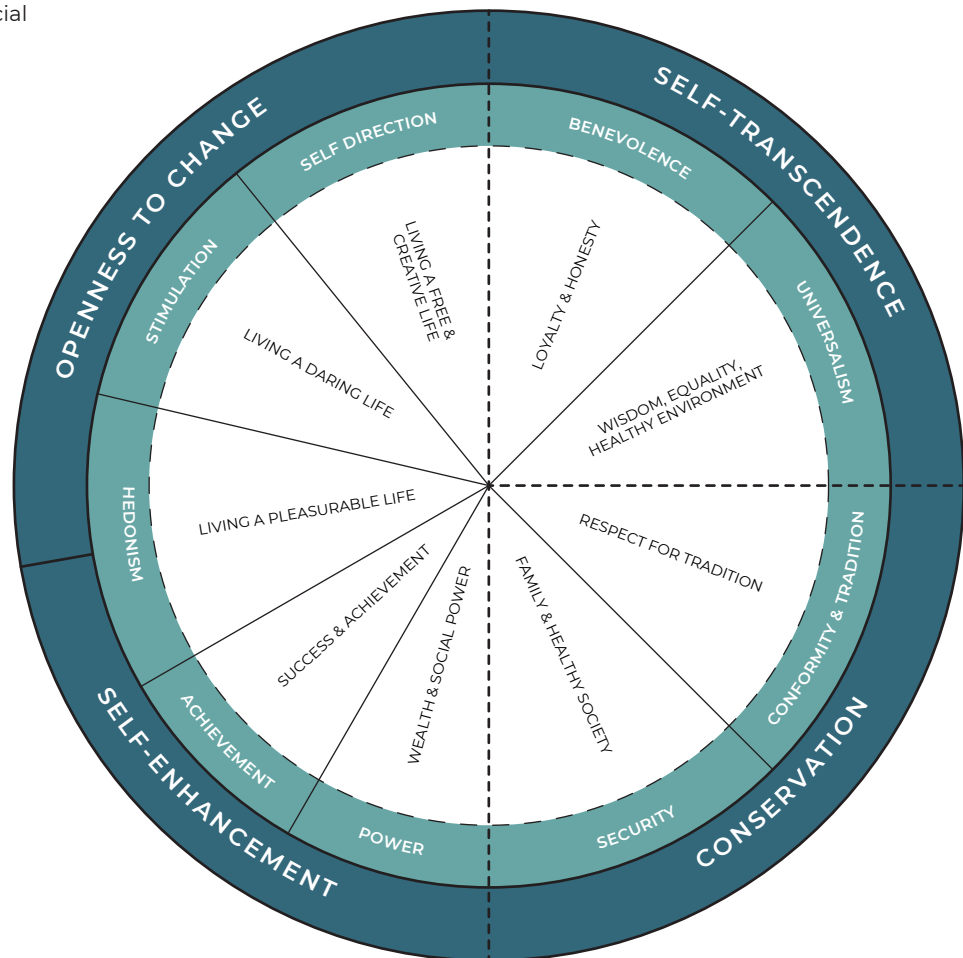 cial
SELF-TRANSCENDENCE
CONSERVATION
SELF-ENHANCEMENT
OPENNESS TO CHANGE
BENEVOLENCE
UNIVERSALISM
CONFORMITY & TRADITION
SECURITY
POWER
ACHIEVEMENT
HEDONISM
STIMULATION
SELF DIRECTION
LOYALTY & HONESTY
WISDOM, EQUALITY,
HEALTHY ENVIRONMENT
RESPECT FOR TRADITION
FAMILY & HEALTHY SOCIETY
WEALTH & SOCIAL POWER
SUCCESS & ACHIEVEMENT
LIVING A PLEASURABLE LIFE
LIVING A DARING LIFE
LIVING A FREE &
CREATIVE LIFE